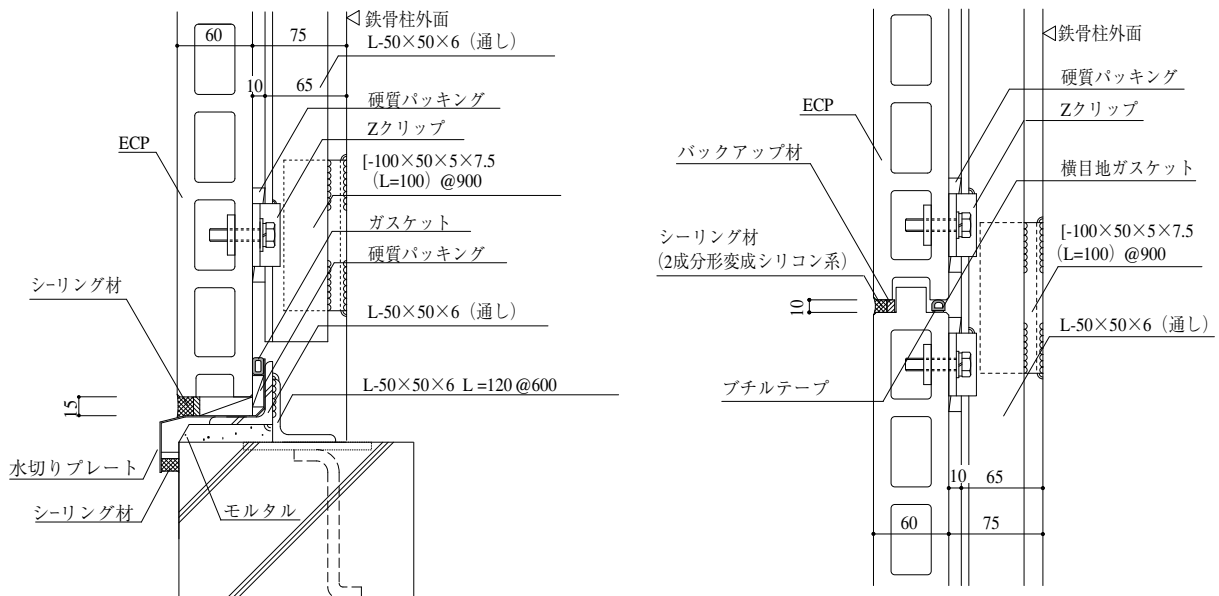 鉄骨柱外面
60
75
L-50×50×6（通し）
10
65
硬質パッキング
Zクリップ
ECP
[-100×50×5×7.5
（L=100）@900
ガスケット
硬質パッキング
シーリング材
L-50×50×6（通し）
L-50×50×6 L=120 @600
15
水切りプレート
シーリング材
モルタル
鉄骨柱外面
硬質パッキング
Zクリップ
ECP
バックアップ材
横目地ガスケット
シーリング材
(2成分形変成シリコン系)
[-100×50×5×7.5
（L=100）@900
10
L-50×50×6（通し）
ブチルテープ
10
65
60
75